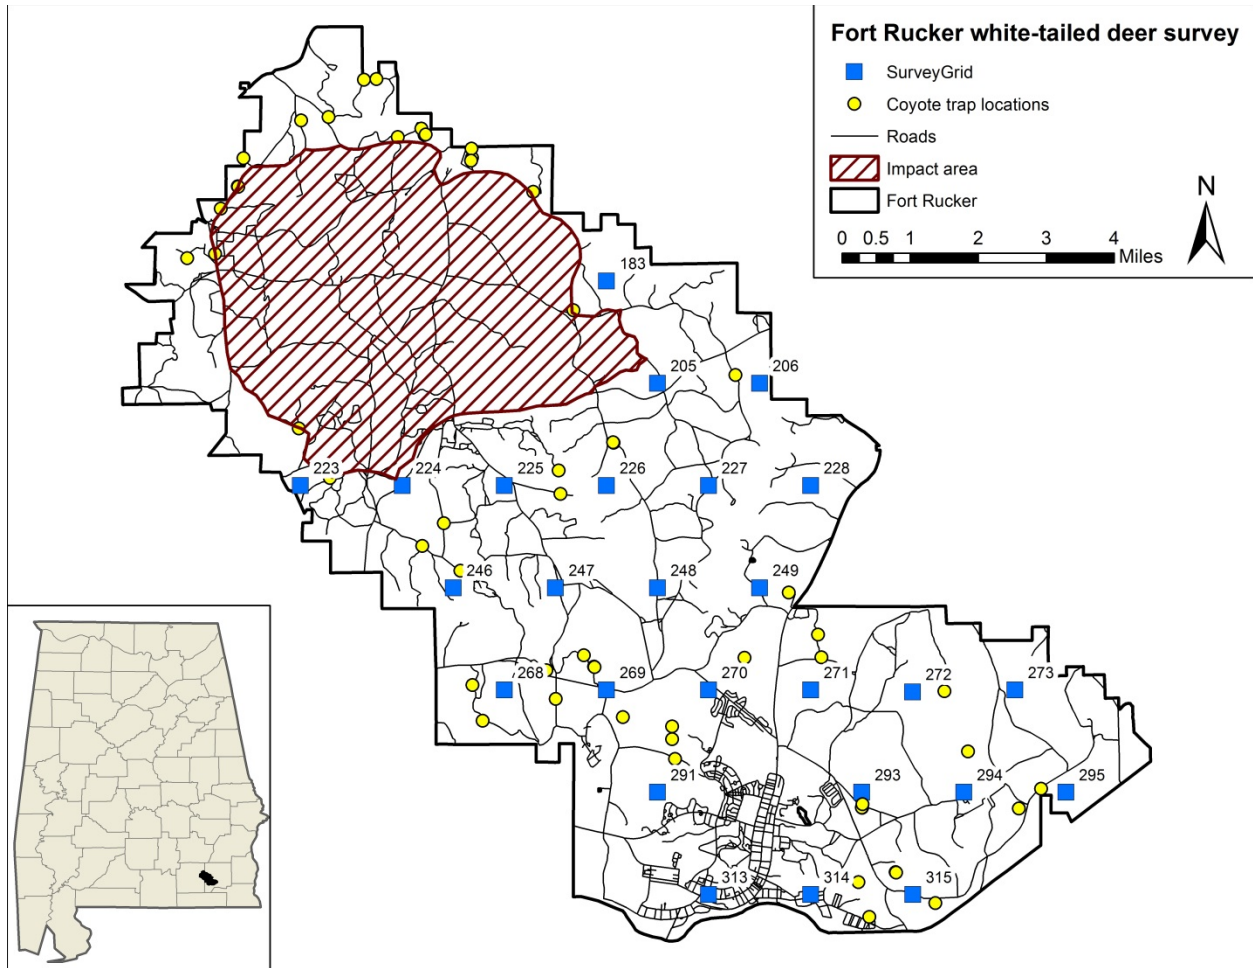 Fort Rucker white-tailed deer survey
SurveyGrid
Coyote trap locations
Roads
Impact area
Fort Rucker
N
0 0.5 1 2 3 4
Miles
183
205 206
223 224 225 226 227 228
246 247 248 249
268 269 270 271 272 273
291 293 294 295
313 314 315